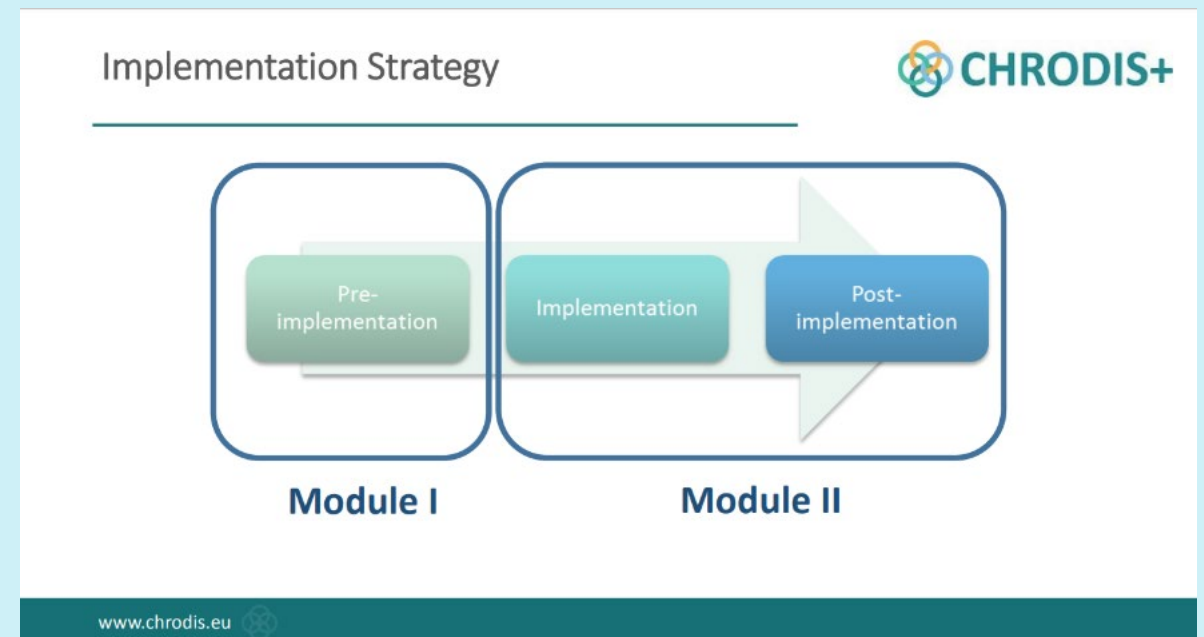 Implementation Strategy
CHRODIS+
Pre-
implementation
Implementation
Post-
implementation
Module I
Module II
www.chrodis.eu